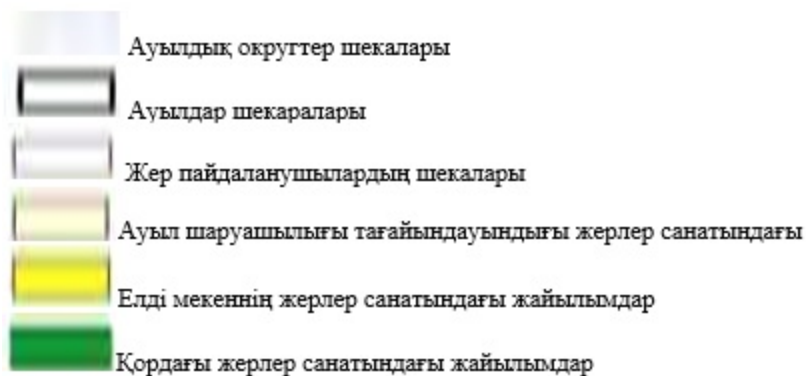 Ауылдық округтер шекалары
Ауылдар шекаралары
Жер пайдаланушылардың шекалары
Ауыл шаруашылығы тағайындауындығы жерлер санатындағы
Елді мекеннің жерлер санатындағы жайылымдар
Қордағы жерлер санатындағы жайылымдар